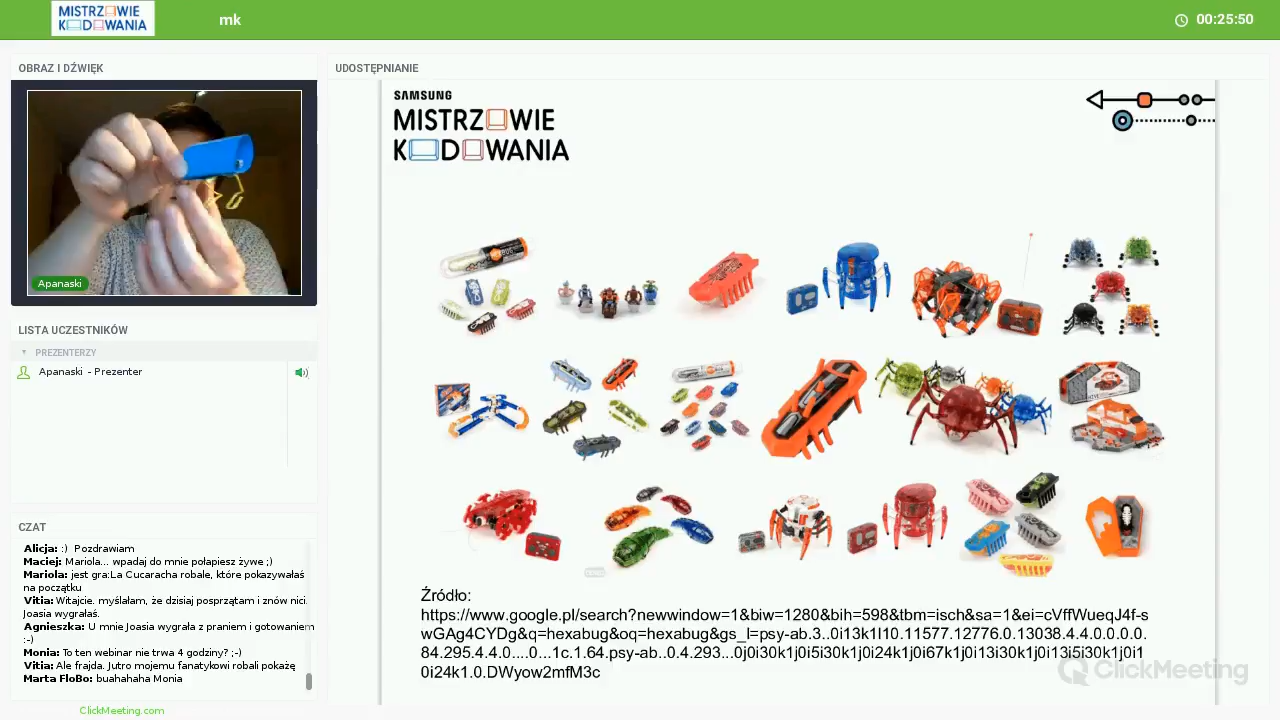 MISTRZOWIE
KODOWANIA
mk
00:25:50
OBRAZ I DŹWIĘK
Apanaski
LISTA UCZESTNIKÓW
PREZENTERZY
Apanaski - Prezenter
CZAT
Alicja: :) Pozdrawiam
Maciej: Mariola... wpadaj do mnie połapiesz żywe ;)
Mariola: jest gra:La Cucaracha robale, które pokazywałaś
na początku
Vitia: Witajcie. myślałam, że dzisiaj posprzątam i znów nici.
Joasia wygrałaś.
Agnieszka: U mnie Joasia wygrała z praniem i gotowaniem
:-)
Monia: To ten webinar nie trwa 4 godziny? ;-)
Vitia: Ale frajda. Jutro mojemu fanatykowi robali pokażę
Marta FloBo: buahahaha Monia
ClickMeeting.com
UDOSTĘPNIANIE
SAMSUNG
MISTRZOWIE
KODOWANIA
Źródło:
https://www.google.pl/search?newwindow=1&biw=1280&bih=598&tbm=isch&sa=1&ei=cVffWueqJ4f-s
wGAg4CYDg&q=hexabug&oq=hexabug&gs_l=psy-ab.3..0i13k1l10.11577.12776.0.13038.4.4.0.0.0.0.
84.295.4.4.0....0...1c.1.64.psy-ab..0.4.293...0j0i30k1j0i5i30k1j0i24k1j0i67k1j0i13i30k1j0i13i5i30k1j0i1
0i24k1.0.DWyow2mfM3c
ClickMeeting